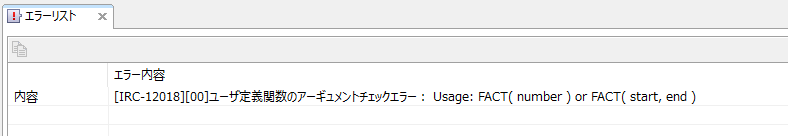 エラーリスト
エラー内容
内容 [IRC-12018][00]ユーザ定義関数のアーギュメントチェックエラー： Usage: FACT( number ) or FACT( start, end )